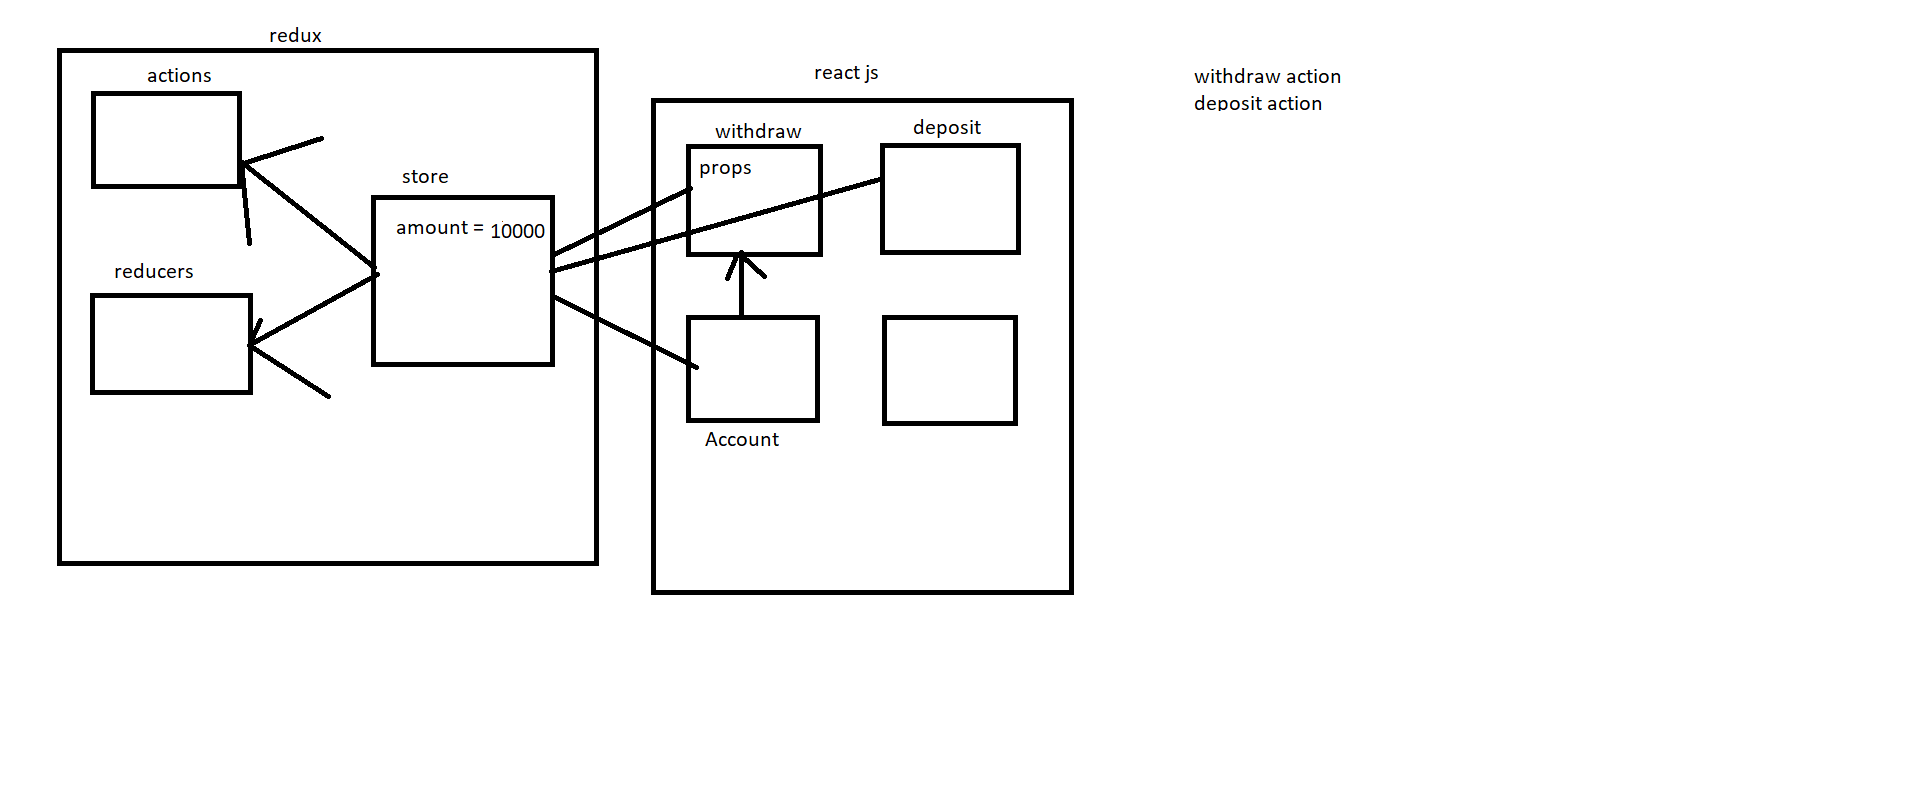 redux
actions
store
amount = 10000
reducers
react js
withdraw
props
deposit
Account
withdraw action
deposit action